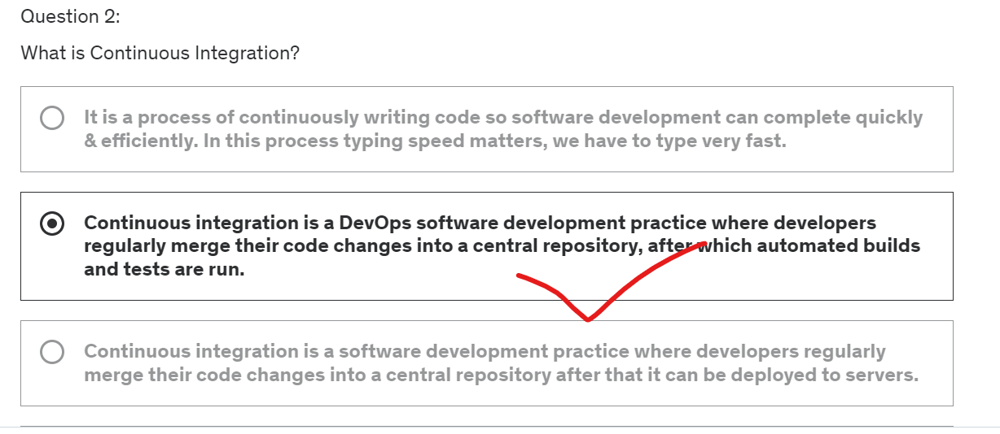 Question 2:
What is Continuous Integration?
It is a process of continuously writing code so software development can complete quickly
& efficiently. In this process typing speed matters, we have to type very fast.
Continuous integration is a DevOps software development practice where developers
regularly merge their code changes into a central repository, after which automated builds
and tests are run.
Continuous integration is a software development practice where developers regularly
merge their code changes into a central repository after that it can be deployed to servers.